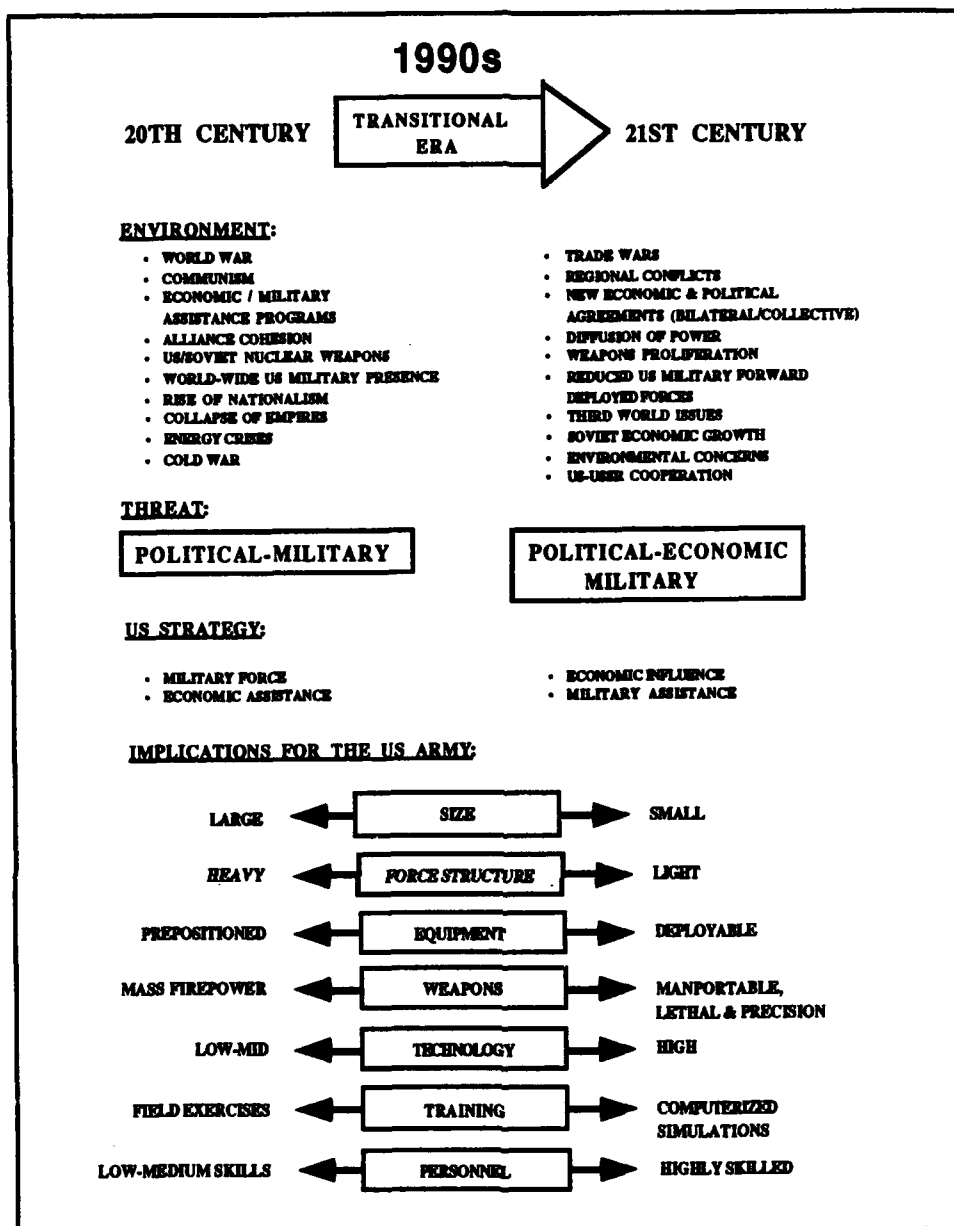 1990s
20TH CENTURY
TRANSITIONAL
ERA
21ST CENTURY
ENVIRONMENT:
• WORLD WAR
• COMMUNISM
• ECONOMIC / MILITARY
ASSISTANCE PROGRAMS
• ALLIANCE COHESION
• US/SOVIET NUCLEAR WEAPONS
• WORLD-WIDE US MILITARY PRESENCE
• RISE OF NATIONALISM
• COLLAPSE OF EMPIRES
• ENERGY CRISES
• COLD WAR
• TRADE WARS
• REGIONAL CONFLICTS
• NEW ECONOMIC & POLITICAL
AGREEMENTS (BILATERAL/COLLECTIVE)
• DIFFUSION OF POWER
• WEAPONS PROLIFERATION
• REDUCED US MILITARY FORWARD
DEPLOYED FORCES
• THIRD WORLD ISSUES
• SOVIET ECONOMIC GROWTH
• ENVIRONMENTAL CONCERNS
• US-USSR COOPERATION
THREAT:
POLITICAL-MILITARY
POLITICAL-ECONOMIC
MILITARY
US STRATEGY:
• MILITARY FORCE
• ECONOMIC ASSISTANCE
• ECONOMIC INFLUENCE
• MILITARY ASSISTANCE
IMPLICATIONS FOR THE US ARMY:
LARGE
SIZE
SMALL
HEAVY
FORCE STRUCTURE
LIGHT
PREPOSITIONED
EQUIPMENT
DEPLOYABLE
MASS FIREPOWER
WEAPONS
MANPORTABLE,
LETHAL & PRECISION
LOW-MID
TECHNOLOGY
HIGH
FIELD EXERCISES
TRAINING
COMPUTERIZED
SIMULATIONS
LOW-MEDIUM SKILLS
PERSONNEL
HIGHLY SKILLED